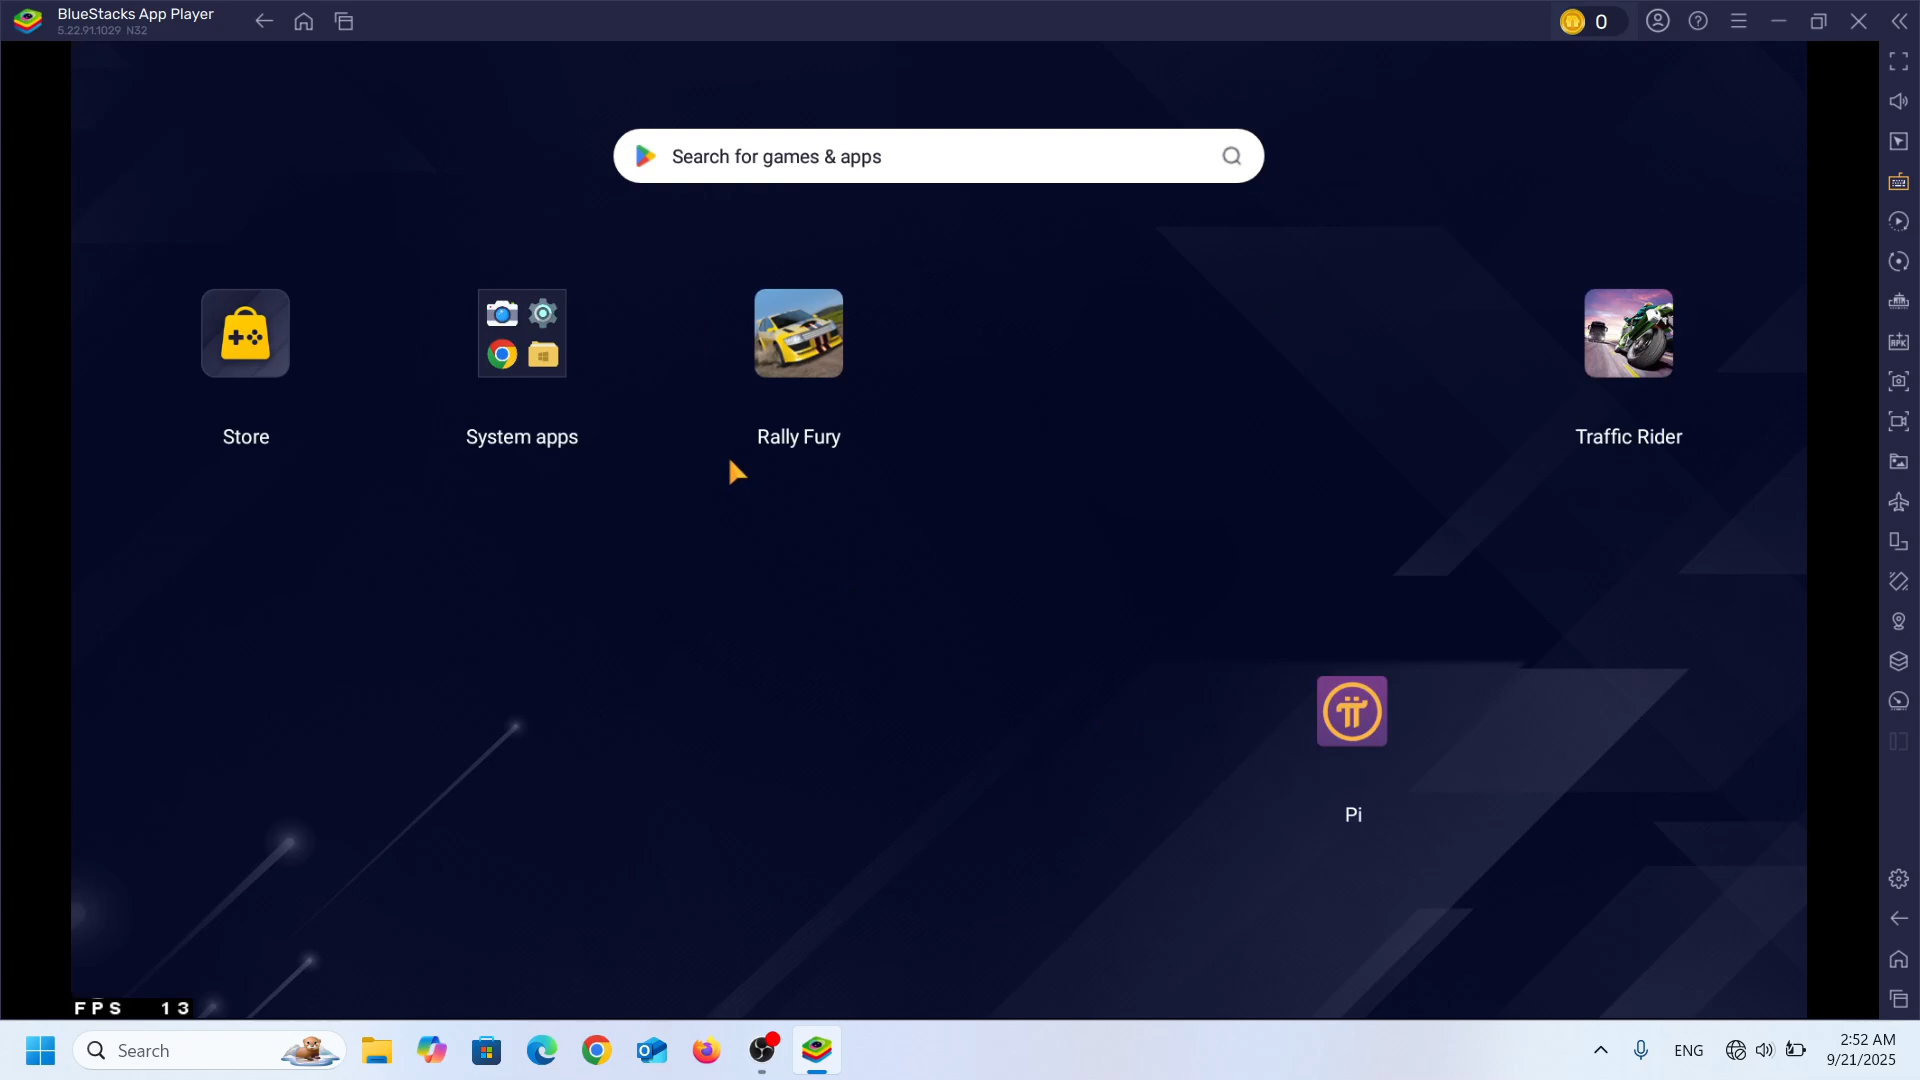 BlueStacks App Player
5.22.91.1029 N32
0
Search for games & apps
Store
System apps
Rally Fury
Traffic Rider
Pi
FPS 13
Search
ENG
2:52 AM
9/21/2025